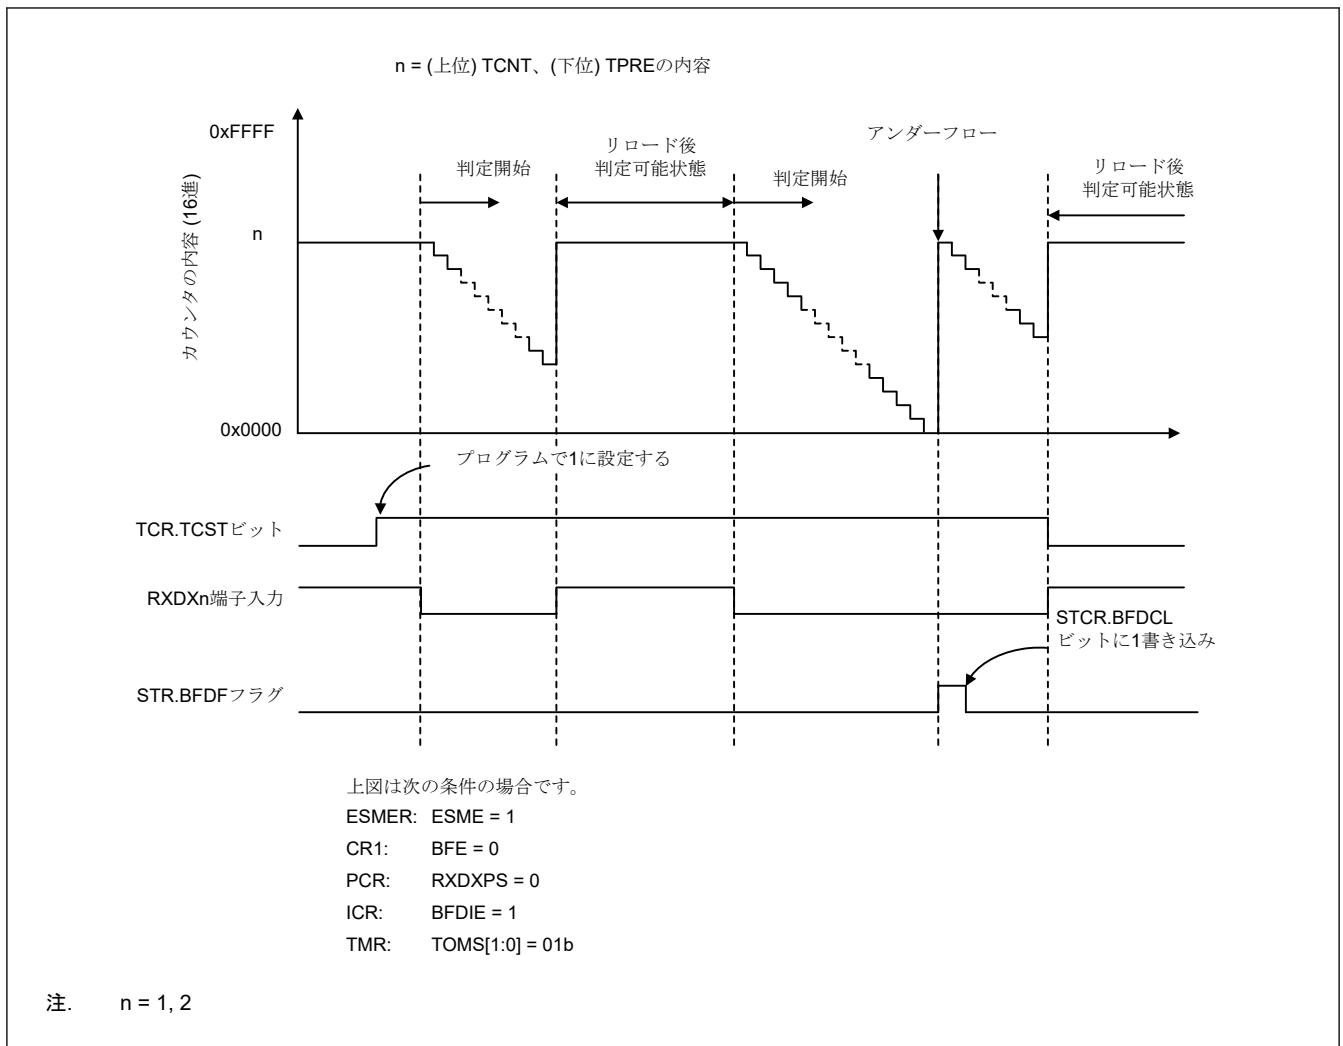 n = (上位) TCNT、(下位) TPREの内容
0xFFFF
アンダーフロー
判定開始
リロード後
判定可能状態
判定開始
リロード後
判定可能状態
カウンタの内容 (16進)
n
0x0000
プログラムで1に設定する
TCR.TCSTビット
RXDXn端子入力
STCR.BFDCL
ビットに1書き込み
STR.BFDFフラグ
上図は次の条件の場合です。
ESMER: ESME = 1
CR1: BFE = 0
PCR: RXDXPS = 0
ICR: BFDIE = 1
TMR: TOMS[1:0] = 01b
注. n = 1, 2